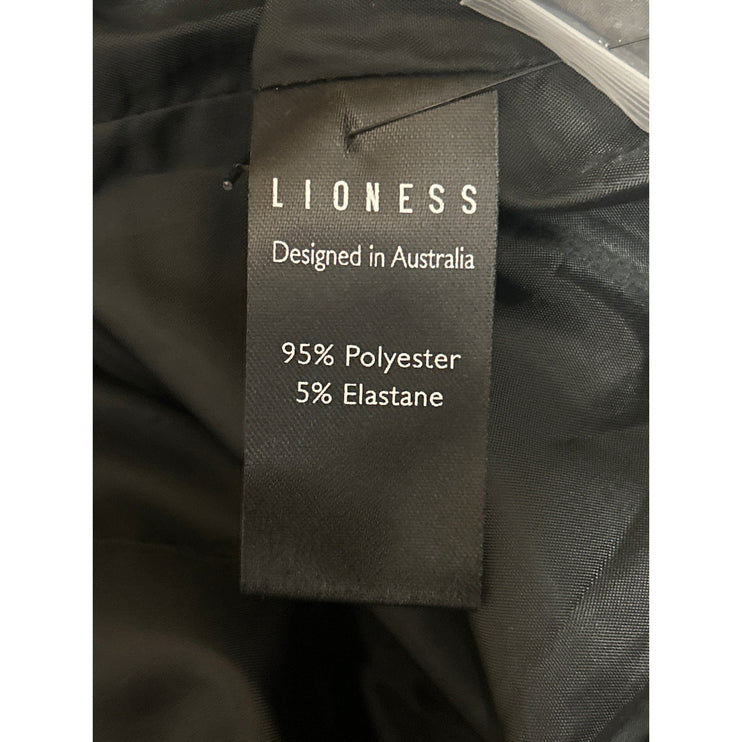 LIONESS
Designed in Australia
95% Polyester
5% Elastane